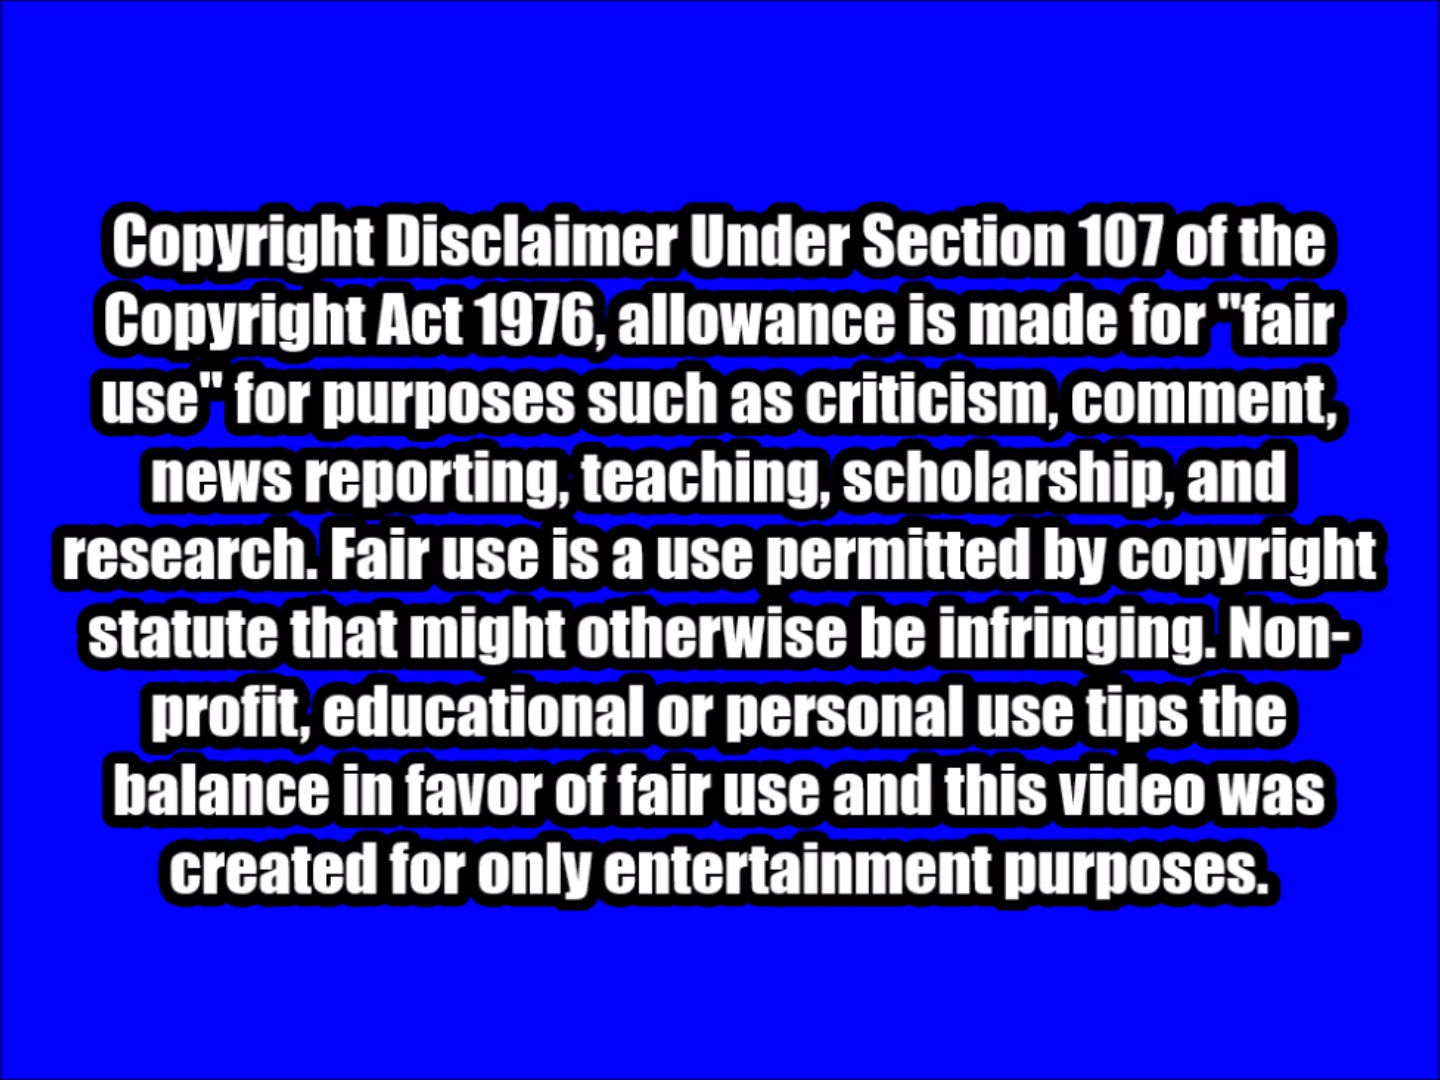 Copyright Disclaimer Under Section 107 of the
Copyright Act 1976, allowance is made for "fair
use" for purposes such as criticism, comment,
news reporting, teaching, scholarship, and
research. Fair use is a use permitted by copyright
statute that might otherwise be infringing. Non-
profit, educational or personal use tips the
balance in favor of fair use and this video was
created for only entertainment purposes.